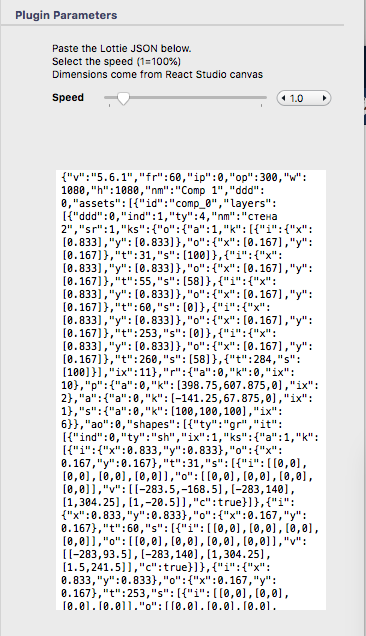 Plugin Parameters
Paste the Lottie JSON below.
Select the speed (1=100%)
Dimensions come from React Studio canvas
Speed
1.0
{"v":"5.6.1","fr":60,"ip":0,"op":300,"w":
1080,"h":1080,"nm":"Comp 1","ddd":
0,"assets":[{"id":"comp_0","layers":
[{"ddd":0,"ind":1,"ty":4,"nm":"стена
2","sr":1,"ks":{"o":{"a":1,"k":[{"i":{"x":
[0.833],"y":[0.833]},"o":{"x":[0.167],"y":
[0.167]},"t":31,"s":[100]},{"i":{"x":
[0.833],"y":[0.833]},"o":{"x":[0.167],"y":
[0.167]},"t":55,"s":[58]},{"i":{"x":
[0.833],"y":[0.833]},"o":{"x":[0.167],"y":
[0.167]},"t":60,"s":[0]},{"i":{"x":
[0.833],"y":[0.833]},"o":{"x":[0.167],"y":
[0.167]},"t":253,"s":[0]},{"i":{"x":
[0.833],"y":[0.833]},"o":{"x":[0.167],"y":
[0.167]},"t":260,"s":[58]},{"t":284,"s":
[100]}],"ix":11},"r":{"a":0,"k":0,"ix":
10},"p":{"a":0,"k":[398.75,607.875,0],"ix":
2},"a":{"a":0,"k":[-141.25,67.875,0],"ix":
1},"s":{"a":0,"k":[100,100,100],"ix":
6}},"ao":0,"shapes":[{"ty":"gr","it":
[{"ind":0,"ty":"sh","ix":1,"ks":{"a":1,"k":
[{"i":{"x":0.833,"y":0.833},"o":{"x":
0.167,"y":0.167},"t":31,"s":[{"i":[[0,0],
[0,0],[0,0],[0,0]],"o":[[0,0],[0,0],[0,0],
[0,0]],"v":[[-283.5,-168.5],[-283,140],
[1,304.25],[1,-20.5]],"c":true}]},{"i":
{"x":0.833,"y":0.833},"o":{"x":0.167,"y":
0.167},"t":60,"s":[{"i":[[0,0],[0,0],[0,0],
[0,0]],"o":[[0,0],[0,0],[0,0],[0,0]],"v":
[[-283,93.5],[-283,140],[1,304.25],
[1.5,241.5]],"c":true}]},{"i":{"x":
0.833,"y":0.833},"o":{"x":0.167,"y":
0.167},"t":253,"s":[{"i":[[0,0],[0,0],
[0,0],[0,0]],"o":[[0,0],[0,0],[0,0],